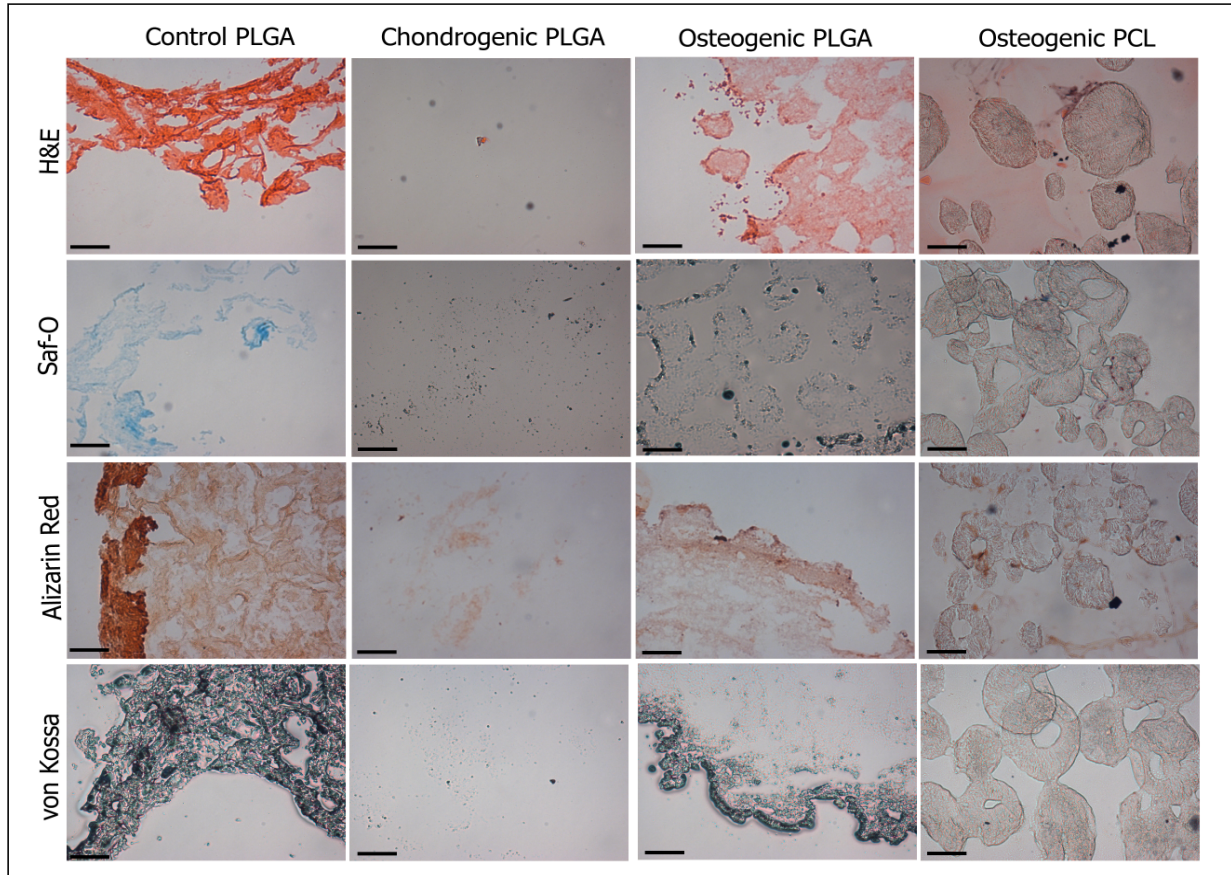 Control PLGA
Chondrogenic PLGA
Osteogenic PLGA
Osteogenic PCL
H&E
Saf-O
Alizarin Red
von Kossa